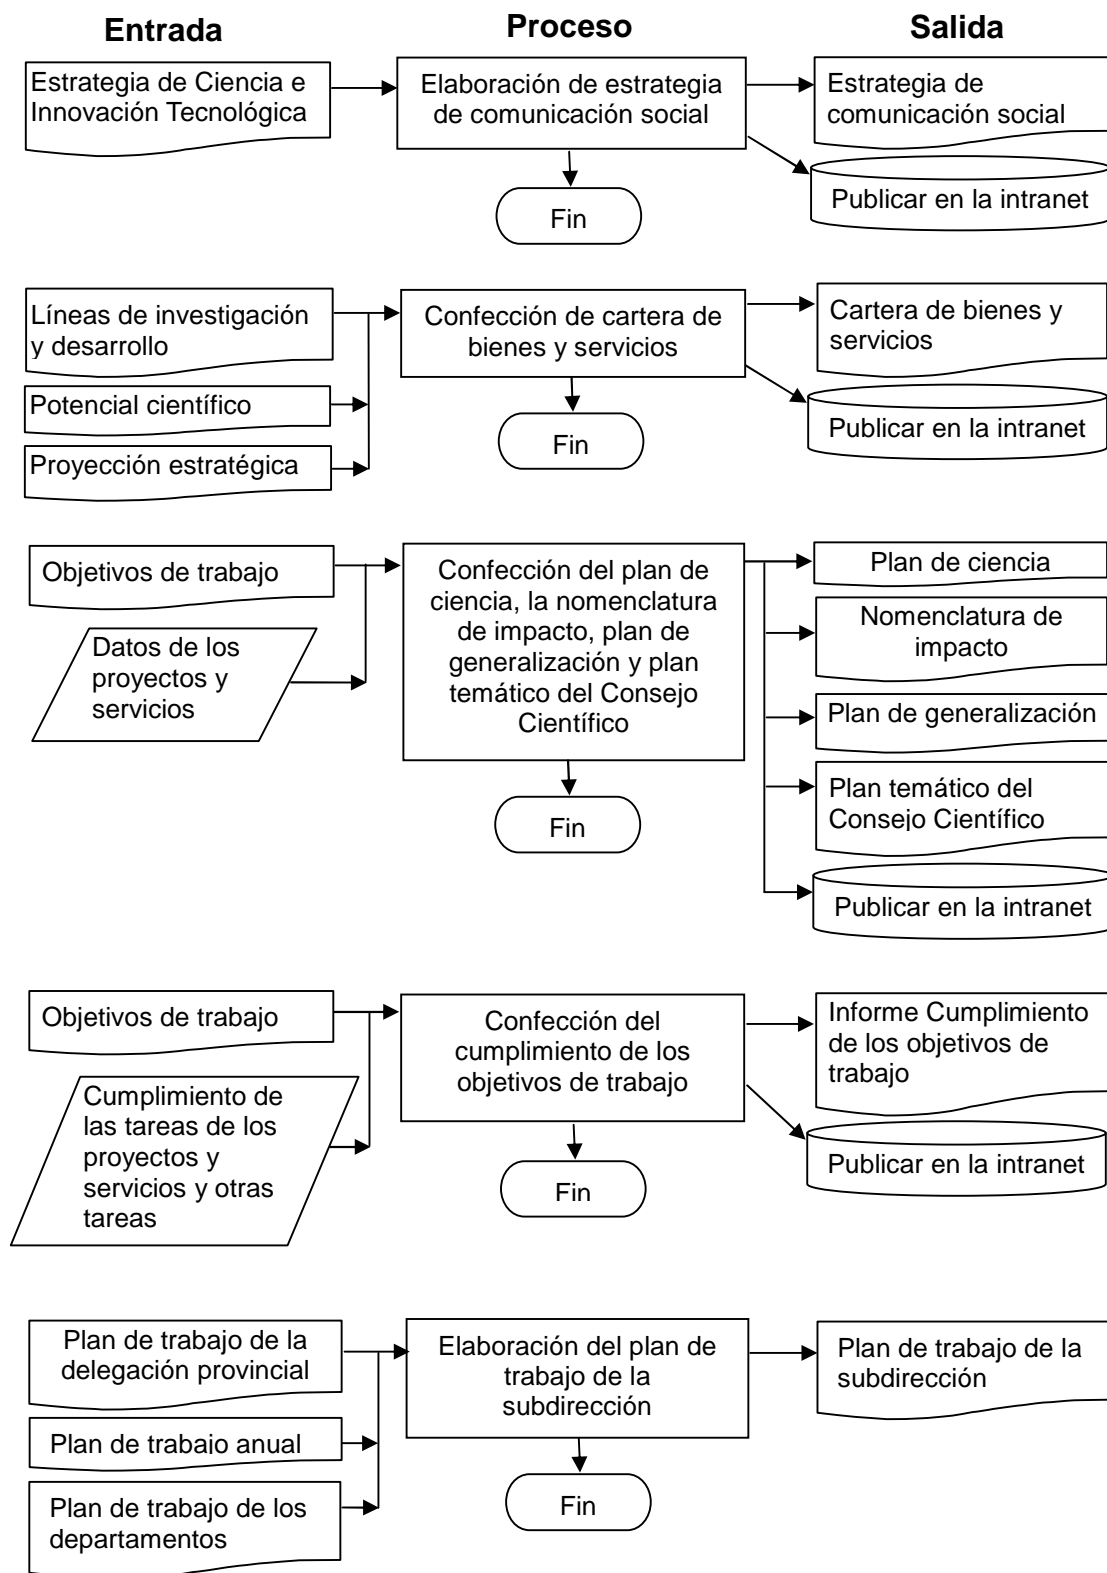 Entrada
Proceso
Salida
Estrategia de Ciencia e
Innovación Tecnológica
Elaboración de estrategia
de comunicación social
Estrategia de
comunicación social
Publicar en la intranet
Fin
Líneas de investigación
y desarrollo
Potencial científico
Proyección estratégica
Confección de cartera de
bienes y servicios
Cartera de bienes y
servicios
Publicar en la intranet
Fin
Objetivos de trabajo
Datos de los
proyectos y
servicios
Confección del plan de
ciencia, la nomenclatura
de impacto, plan de
generalización y plan
temático del Consejo
Científico
Plan de ciencia
Nomenclatura de
impacto
Plan de generalización
Plan temático del
Consejo Científico
Publicar en la intranet
Fin
Objetivos de trabajo
Cumplimiento de
las tareas de los
proyectos y
servicios y otras
tareas
Confección del
cumplimiento de los
objetivos de trabajo
Informe Cumplimiento
de los objetivos de
trabajo
Publicar en la intranet
Fin
Plan de trabajo de la
delegación provincial
Plan de trabajo anual
Plan de trabajo de los
departamentos
Elaboración del plan de
trabajo de la
subdirección
Plan de trabajo de la
subdirección
Fin